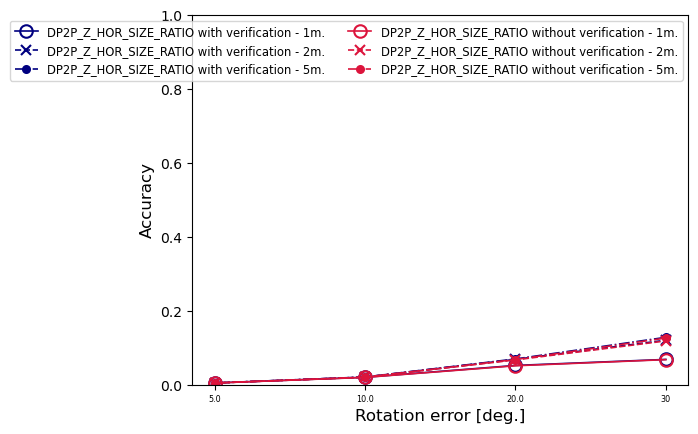 1.0
DP2P_Z_HOR_SIZE_RATIO with verification - 1m.
DP2P_Z_HOR_SIZE_RATIO with verification - 2m.
DP2P_Z_HOR_SIZE_RATIO with verification - 5m.
DP2P_Z_HOR_SIZE_RATIO without verification - 1m.
DP2P_Z_HOR_SIZE_RATIO without verification - 2m.
DP2P_Z_HOR_SIZE_RATIO without verification - 5m.
0.8
0.6
0.4
0.2
0.0
Accuracy
5.0 10.0 20.0 30
Rotation error [deg.]